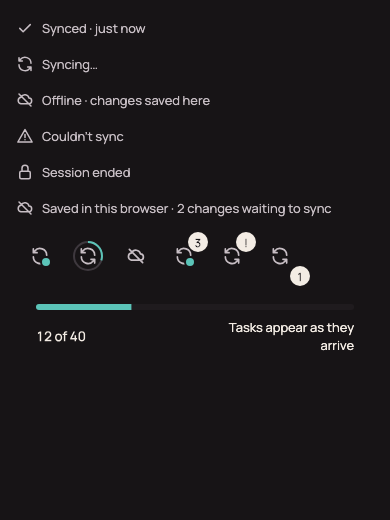 Synced · just now
Syncing…
Offline · changes saved here
Couldn't sync
Session ended
Saved in this browser · 2 changes waiting to sync
3
!
1
12 of 40
Tasks appear as they
arrive